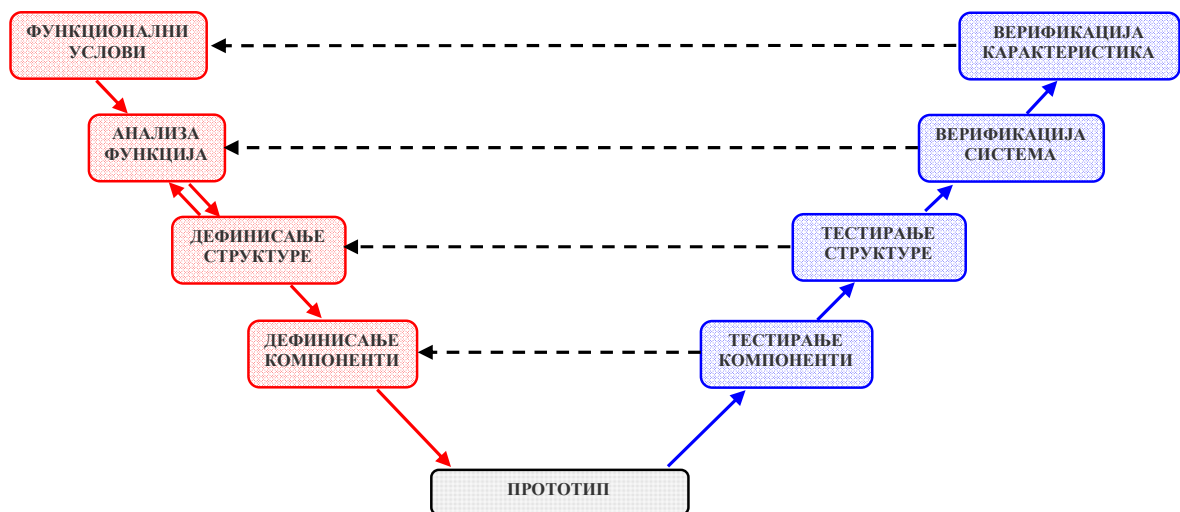 ФУНКЦИОНАЛНИ
УСЛОВИ
ВЕРИФИКАЦИЈА
КАРАКТЕРИСТИКА
АНАЛИЗА
ФУНКЦИЈА
ВЕРИФИКАЦИЈА
СИСТЕМА
ДЕФИНИСАЊЕ
СТРУКТУРЕ
ТЕСТИРАЊЕ
СТРУКТУРЕ
ДЕФИНИСАЊЕ
КОМПОНЕНТИ
ТЕСТИРАЊЕ
КОМПОНЕНТИ
ПРОТОТИП